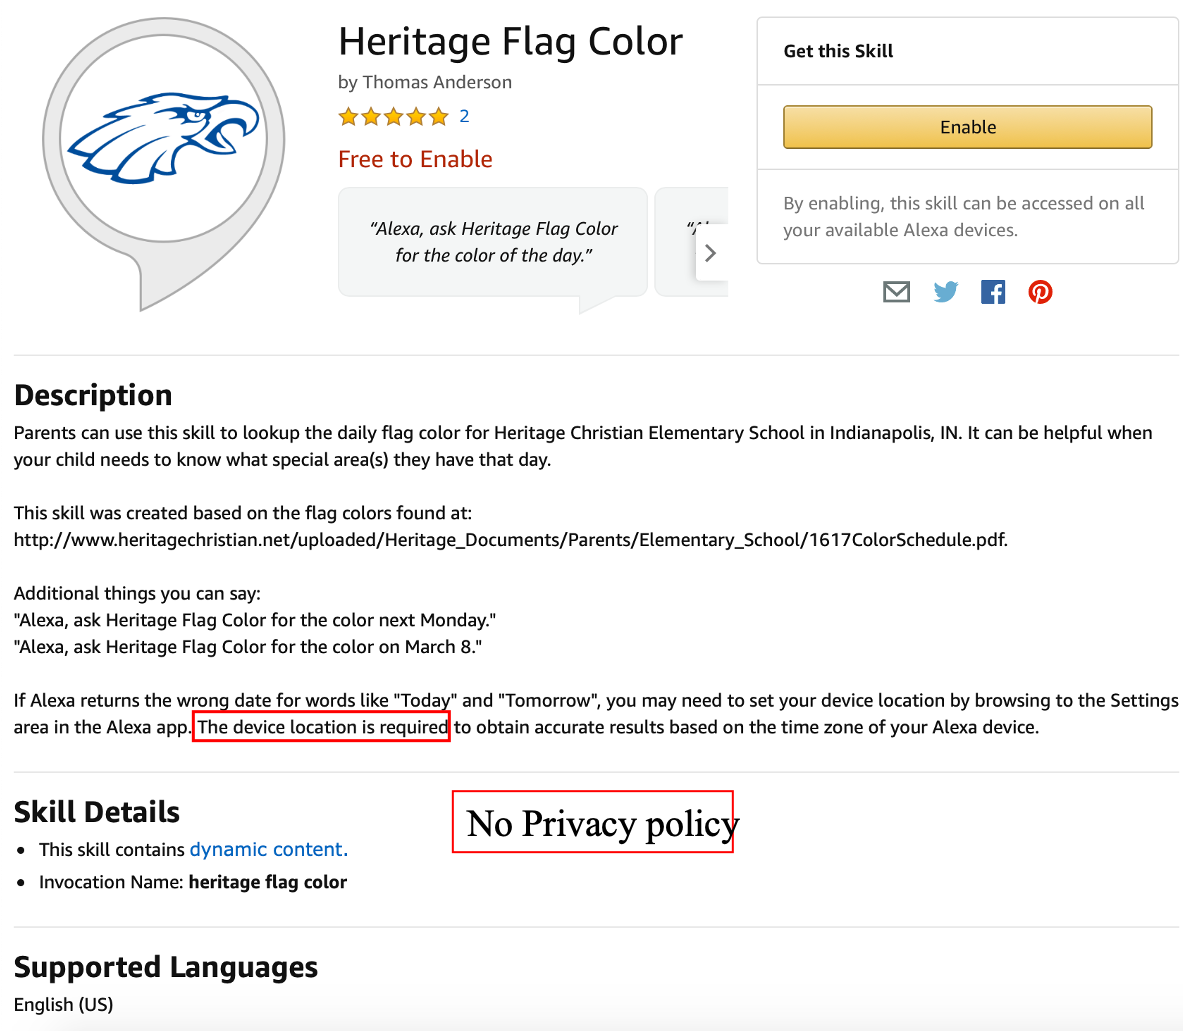 Heritage Flag Color
by Thomas Anderson
2
Free to Enable
“Alexa, ask Heritage Flag Color
for the color of the day.”
Get this Skill
Enable
By enabling, this skill can be accessed on all
your available Alexa devices.
Description
Parents can use this skill to lookup the daily flag color for Heritage Christian Elementary School in Indianapolis, IN. It can be helpful when
your child needs to know what special area(s) they have that day.
This skill was created based on the flag colors found at:
http://www.heritagechristian.net/uploaded/Heritage_Documents/Parents/Elementary_School/1617ColorSchedule.pdf.
Additional things you can say:
"Alexa, ask Heritage Flag Color for the color next Monday."
"Alexa, ask Heritage Flag Color for the color on March 8."
If Alexa returns the wrong date for words like "Today" and "Tomorrow", you may need to set your device location by browsing to the Settings
area in the Alexa app. The device location is required to obtain accurate results based on the time zone of your Alexa device.
Skill Details
No Privacy policy
This skill contains dynamic content.
Invocation Name: heritage flag color
Supported Languages
English (US)